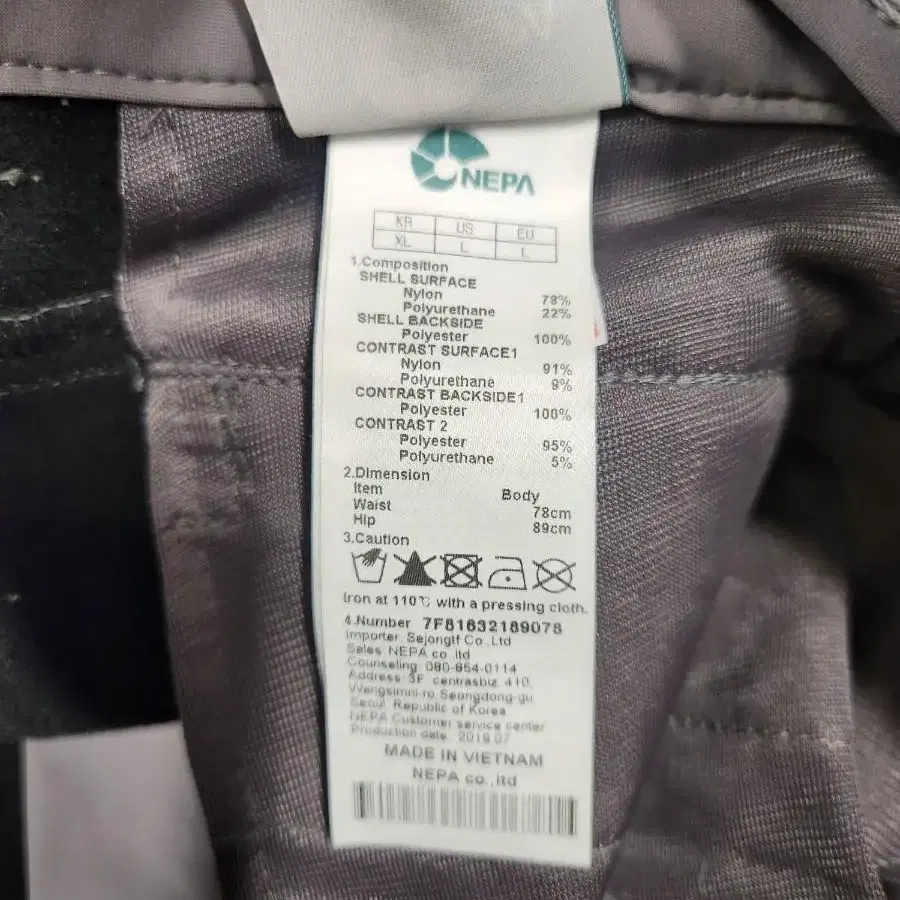 NEPA
KR US EU
XL L L
1.Composition
SHELL SURFACE
Nylon 78%
Polyurethane 22%
SHELL BACKSIDE
Polyester 100%
CONTRAST SURFACE1
Nylon 91%
Polyurethane 9%
CONTRAST BACKSIDE1
Polyester 100%
CONTRAST 2
Polyester 95%
Polyurethane 5%
2.Dimension
Item Body
Waist 78cm
Hip 89cm
3.Caution
Iron at 110℃ with a pressing cloth.
4.Number 7F81632189078
Importer. Sejongtf Co. Ltd
Sales. NEPA co. ltd
Counseling: 080-854-0114
Address: 3F. centrasbiz. 410.
Wangsimni-ro Seongdong-gu.
Seoul. Republic of Korea.
NEPA Customer service center
Production date. 2019.07
MADE IN VIETNAM
NEPA co.,ltd